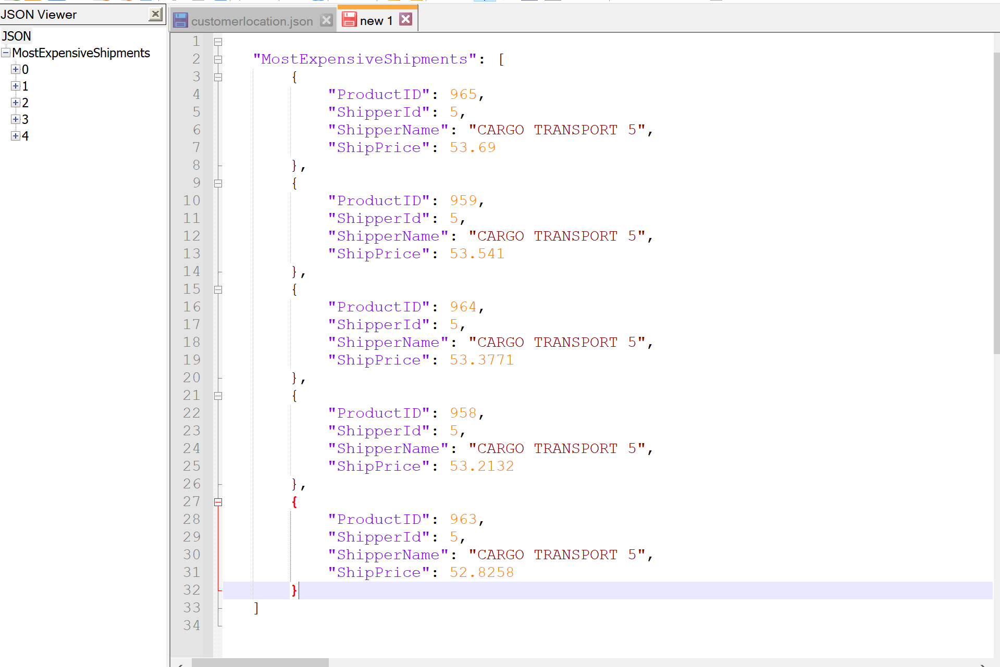 JSON Viewer
customerlocation.json
new 1
JSON
MostExpensiveShipments
0
1
2
3
4
1
2 "MostExpensiveShipments": [
3 {
4 "ProductID": 965,
5 "ShipperId": 5,
6 "ShipperName": "CARGO TRANSPORT 5",
7 "ShipPrice": 53.69
8 },
9 {
10 "ProductID": 959,
11 "ShipperId": 5,
12 "ShipperName": "CARGO TRANSPORT 5",
13 "ShipPrice": 53.541
14 },
15 {
16 "ProductID": 964,
17 "ShipperId": 5,
18 "ShipperName": "CARGO TRANSPORT 5",
19 "ShipPrice": 53.3771
20 },
21 {
22 "ProductID": 958,
23 "ShipperId": 5,
24 "ShipperName": "CARGO TRANSPORT 5",
25 "ShipPrice": 53.2132
26 },
27 {
28 "ProductID": 963,
29 "ShipperId": 5,
30 "ShipperName": "CARGO TRANSPORT 5",
31 "ShipPrice": 52.8258
32 }
33 ]
34